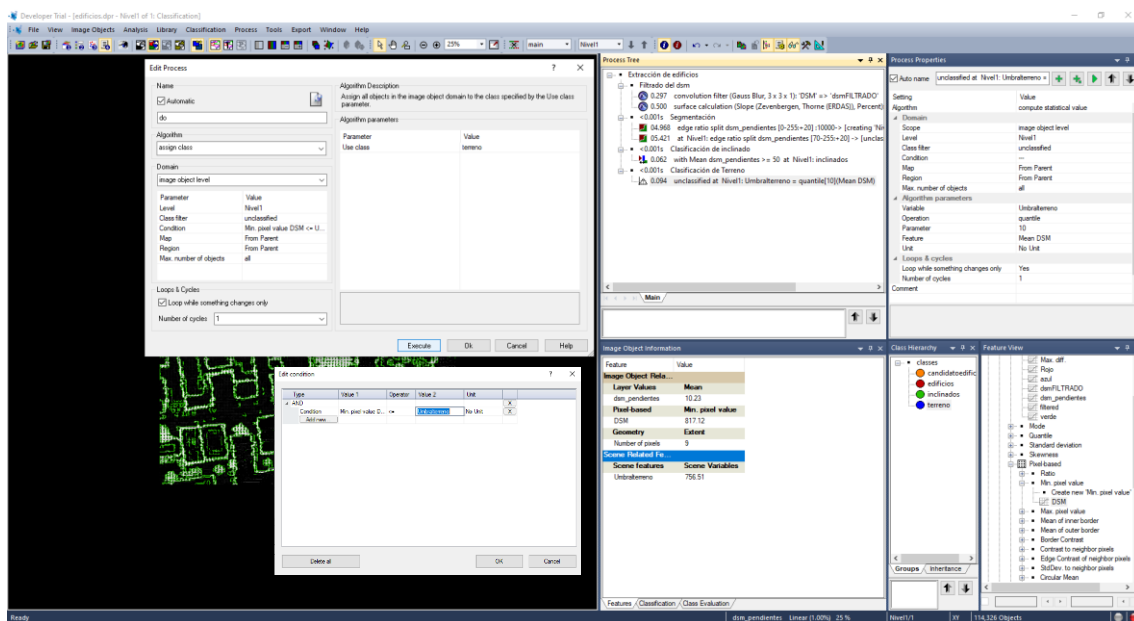 Developer Trial - [edificios.dpr - Nivel1 of 1: Classification]
File View Image Objects Analysis Library Classification Process Tools Export Window Help
25% main Nivel1
Edit Process ? X
Name
Automatic
do
Algorithm
assign class
Domain
image object level
Parameter Value
Level Nivel1
Class filter unclassified
Condition Min. pixel value DSM <= U...
Map From Parent
Region From Parent
Max. number of objects all
Loops & Cycles
Loop while something changes only
Number of cycles 1
Algorithm Description
Assign all objects in the image object domain to the class specified by the Use class parameter.
Algorithm parameters
Parameter Value
Use class terreno
Execute Ok Cancel Help
Edit condition ? X
Type Value 1 Operator Value 2 Unit
AND X
Condition Min. pixel value D... <= Umbralterreno No Unit X
Add new...
Delete all OK Cancel
Process Tree
Extracción de edificios
Filtrado del dsm
0.297 convolution filter (Gauss Blur, 3 x 3 x 1): 'DSM' => 'dsmFILTRADO'
0.500 surface calculation (Slope (Zevenbergen, Thorne (ERDAS)), Percent)
<0.001s Segmentación
04.968 edge ratio split dsm_pendientes [0-255:+20] :10000-> [creating 'Niv
05.421 at Nivel1: edge ratio split dsm_pendientes [70-255:+20] -> [unclas
<0.001s Clasificación de inclinado
0.062 with Mean dsm_pendientes >= 50 at Nivel1: inclinados
<0.001s Clasificación de Terreno
0.094 unclassified at Nivel1: Umbralterreno = quantile[10](Mean DSM)
Main
Process Properties
Auto name unclassified at Nivel1: Umbralterreno =
Setting Value
Algorithm compute statistical value
Domain
Scope image object level
Level Nivel1
Class filter unclassified
Condition ---
Map From Parent
Region From Parent
Max. number of objects all
Algorithm parameters
Variable Umbralterreno
Operation quantile
Parameter 10
Feature Mean DSM
Unit No Unit
Loops & cycles
Loop while something changes only Yes
Number of cycles 1
Comment
Image Object Information
Feature Value
Image Object Rela...
Layer Values Mean
dsm_pendientes 10.23
Pixel-based Min. pixel value
DSM 817.12
Geometry Extent
Number of pixels 9
Scene Related Fe...
Scene features Scene Variables
Umbralterreno 756.51
Features Classification Class Evaluation
Class Hierarchy
classes
candidatoedific
edificios
inclinados
terreno
Groups Inheritance
Feature View
Max. diff.
Rojo
azul
dsmFILTRADO
dsm_pendientes
filtered
verde
Mode
Quantile
Standard deviation
Skewness
Pixel-based
Ratio
Min. pixel value
Create new 'Min. pixel value'
DSM
Max. pixel value
Mean of inner border
Mean of outer border
Border Contrast
Contrast to neighbor pixels
Edge Contrast of neighbor pixels
StdDev. to neighbor pixels
Circular Mean
Ready dsm_pendientes Linear (1.00%) 25 % Nivel1/1 XY 114,326 Objects